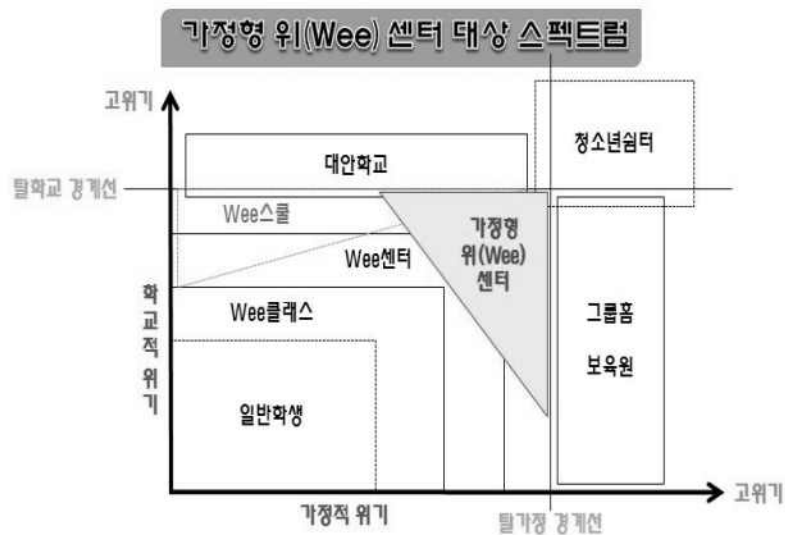 가정형 위(Wee) 센터 대상 스펙트럼
고위기
청소년쉼터
대안학교
탈학교 경계선
Wee스쿨
가정형
위(Wee)
센터
Wee센터
학교적 위기
Wee클래스
그룹홈
보육원
일반학생
고위기
가정적 위기
탈가정 경계선